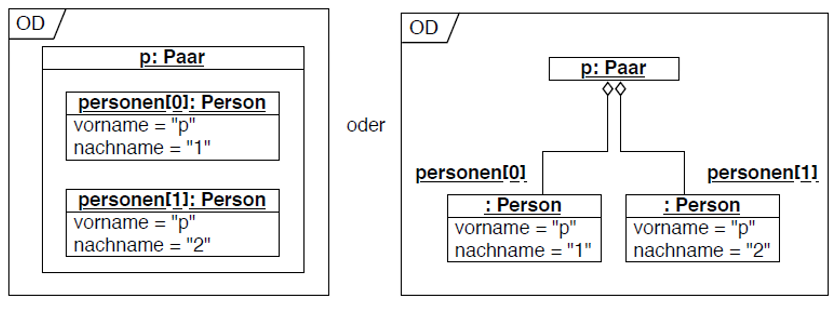 OD
p: Paar
personen[0]: Person
vorname = "p"
nachname = "1"
personen[1]: Person
vorname = "p"
nachname = "2"
oder
OD
p: Paar
personen[0]
personen[1]
: Person
vorname = "p"
nachname = "1"
: Person
vorname = "p"
nachname = "2"